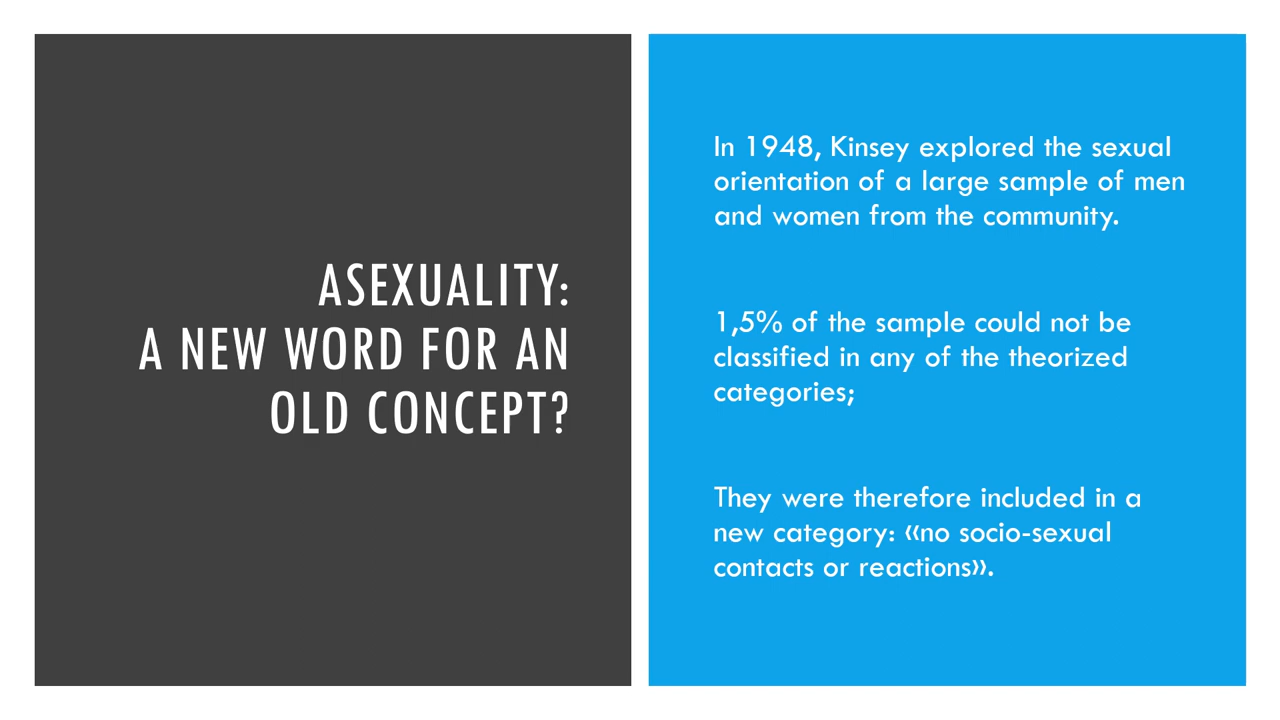 ASEXUALITY:
A NEW WORD FOR AN
OLD CONCEPT?
In 1948, Kinsey explored the sexual
orientation of a large sample of men
and women from the community.
1,5% of the sample could not be
classified in any of the theorized
categories;
They were therefore included in a
new category: «no socio-sexual
contacts or reactions».